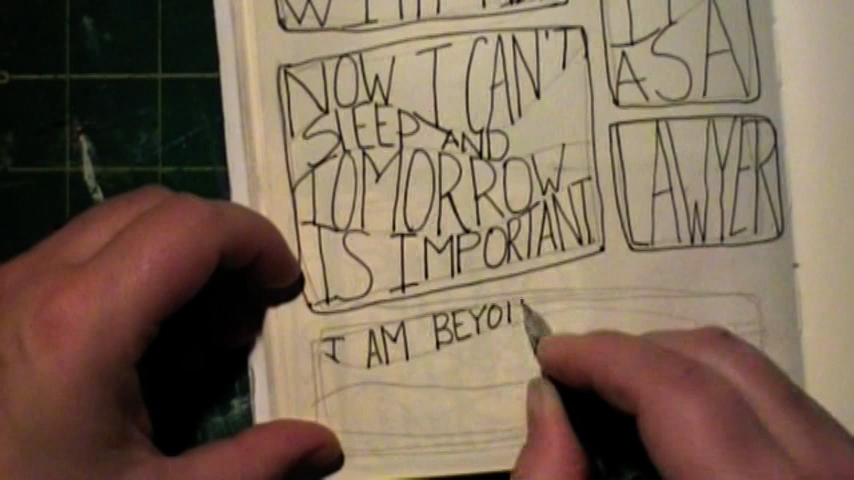 NOW I CAN'T
SLEEP AND
TOMORROW
IS IMPORTANT
AS A
LAWYER
I AM BEYO